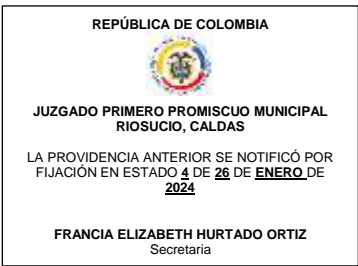 REPÚBLICA DE COLOMBIA
JUZGADO PRIMERO PROMISCUO MUNICIPAL
RIOSUCIO, CALDAS
LA PROVIDENCIA ANTERIOR SE NOTIFICÓ POR
FIJACIÓN EN ESTADO 4 DE 26 DE ENERO DE
2024
FRANCIA ELIZABETH HURTADO ORTIZ
Secretaria